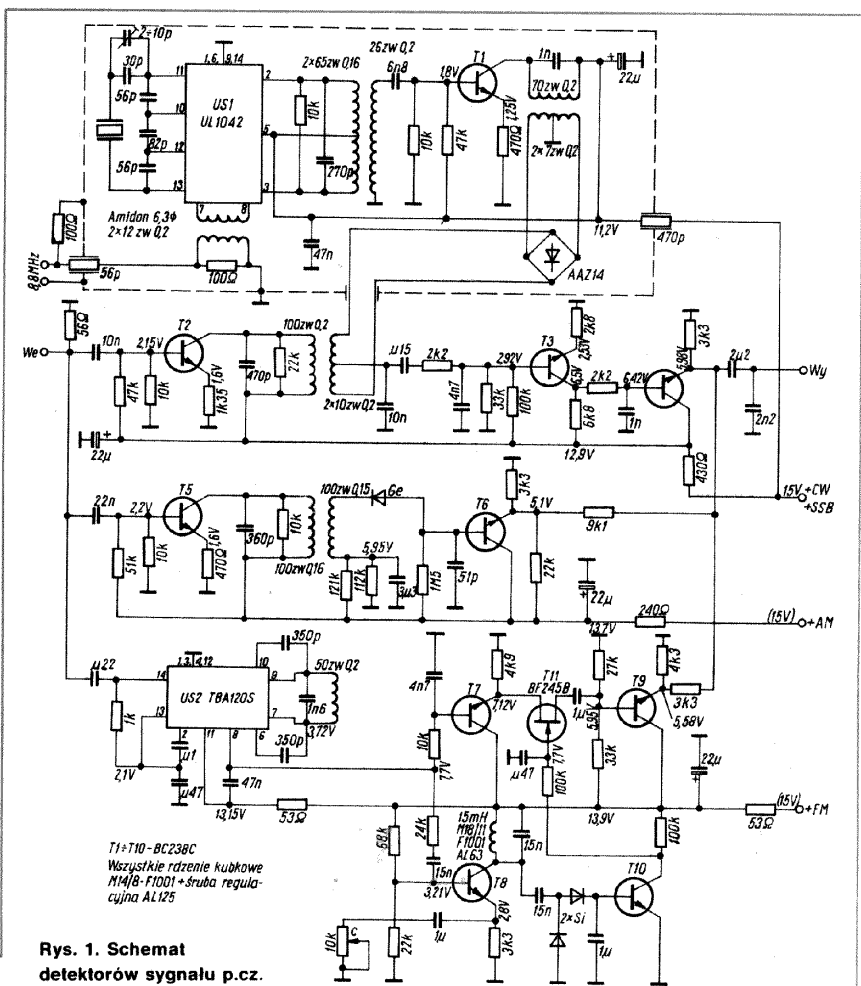 2÷10p
30p
56p
82p
56p
11
10
12
13
1,6
9,14
US1
UL1042
2
5
3
7
8
2×65zw 0,16
10k
270p
26zw 0,2
6n8
1,8V
T1
1,25V
10k
47k
470Ω
1n
70zw 0,2
2×7zw 0,2
22µ
Amidon 6,3Φ
2×12 zw 0,2
100Ω
8,8MHz
56p
100Ω
47n
11,2V
470p
AAZ14
We
56Ω
10n
2,15V
T2
1,6V
47k
10k
1k35
22µ
100zw 0,2
470p
22k
2×10zw 0,2
10n
µ15
2k2
4n7
33k
100k
2,92V
T3
2k8
2,53V
6,5V
2k2
6k8
6,42V
1n
5,98V
3k3
2µ2
Wy
2n2
12,9V
430Ω
15V
+CW
+SSB
22n
2,2V
T5
1,6V
51k
10k
470Ω
360p
10k
100zw 0,15
100zw 0,16
Ge
121k
112k
5,95V
3µ3
1M5
51p
T6
3k3
5,1V
22k
9k1
22µ
240Ω
(15V)
+AM
µ22
1k
14
13
1,3,4,12
US2 TBA120S
10
9
7
6
2
11
8
350p
50zw 0,2
1n6
3,72V
350p
2,1V
µ1
µ47
47n
13,15V
53Ω
4n7
10k
7,7V
T7
4k9
7,12V
T11
BF245B
µ47
7,7V
100k
1µ
13,7V
27k
5,95V
33k
T9
4k3
3k3
5,58V
22µ
13,9V
(15V)
+FM
53Ω
68k
24k
15n
3,21V
15mH
M18/11
F1001
AL63
15n
T8
2,8V
10k
C
1µ
22k
3k3
15n
2×Si
1µ
100k
T10
T1÷T10-BC238C
Wszystkie rdzenie kubkowe
M14/8-F1001 + śruba regula-
cyjna AL125
Rys. 1. Schemat
detektorów sygnału p.cz.